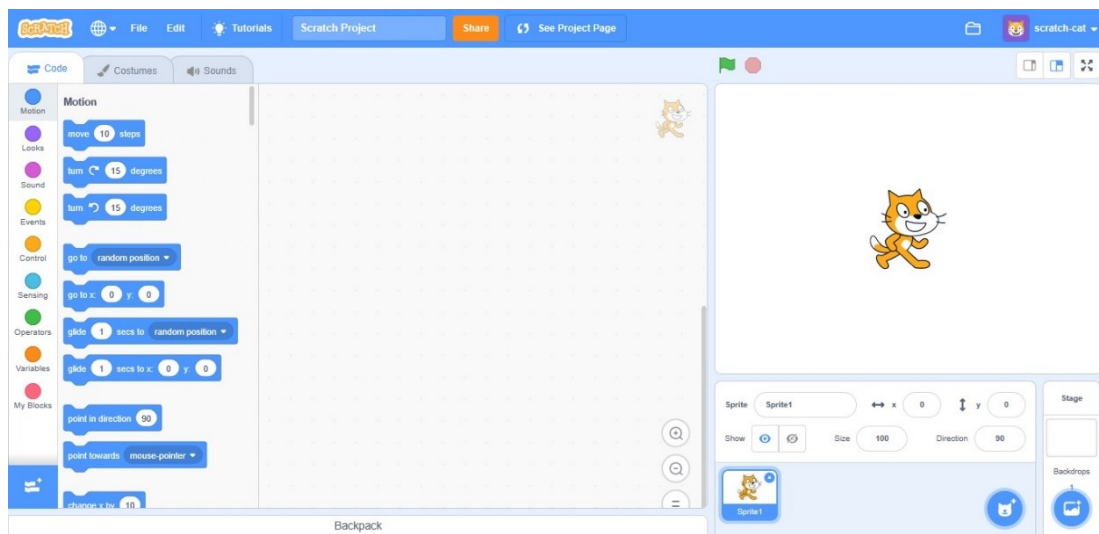 SCRATCH File Edit Tutorials Scratch Project Share See Project Page scratch-cat
Code Costumes Sounds
Motion
Looks
Sound
Events
Control
Sensing
Operators
Variables
My Blocks
Motion
move 10 steps
turn 15 degrees
turn 15 degrees
go to random position
go to x: 0 y: 0
glide 1 secs to random position
glide 1 secs to x: 0 y: 0
point in direction 90
point towards mouse-pointer
change x by 10
Backpack
Sprite Sprite1 x 0 y 0
Show Size 100 Direction 90
Sprite1
Stage
Backdrops
1